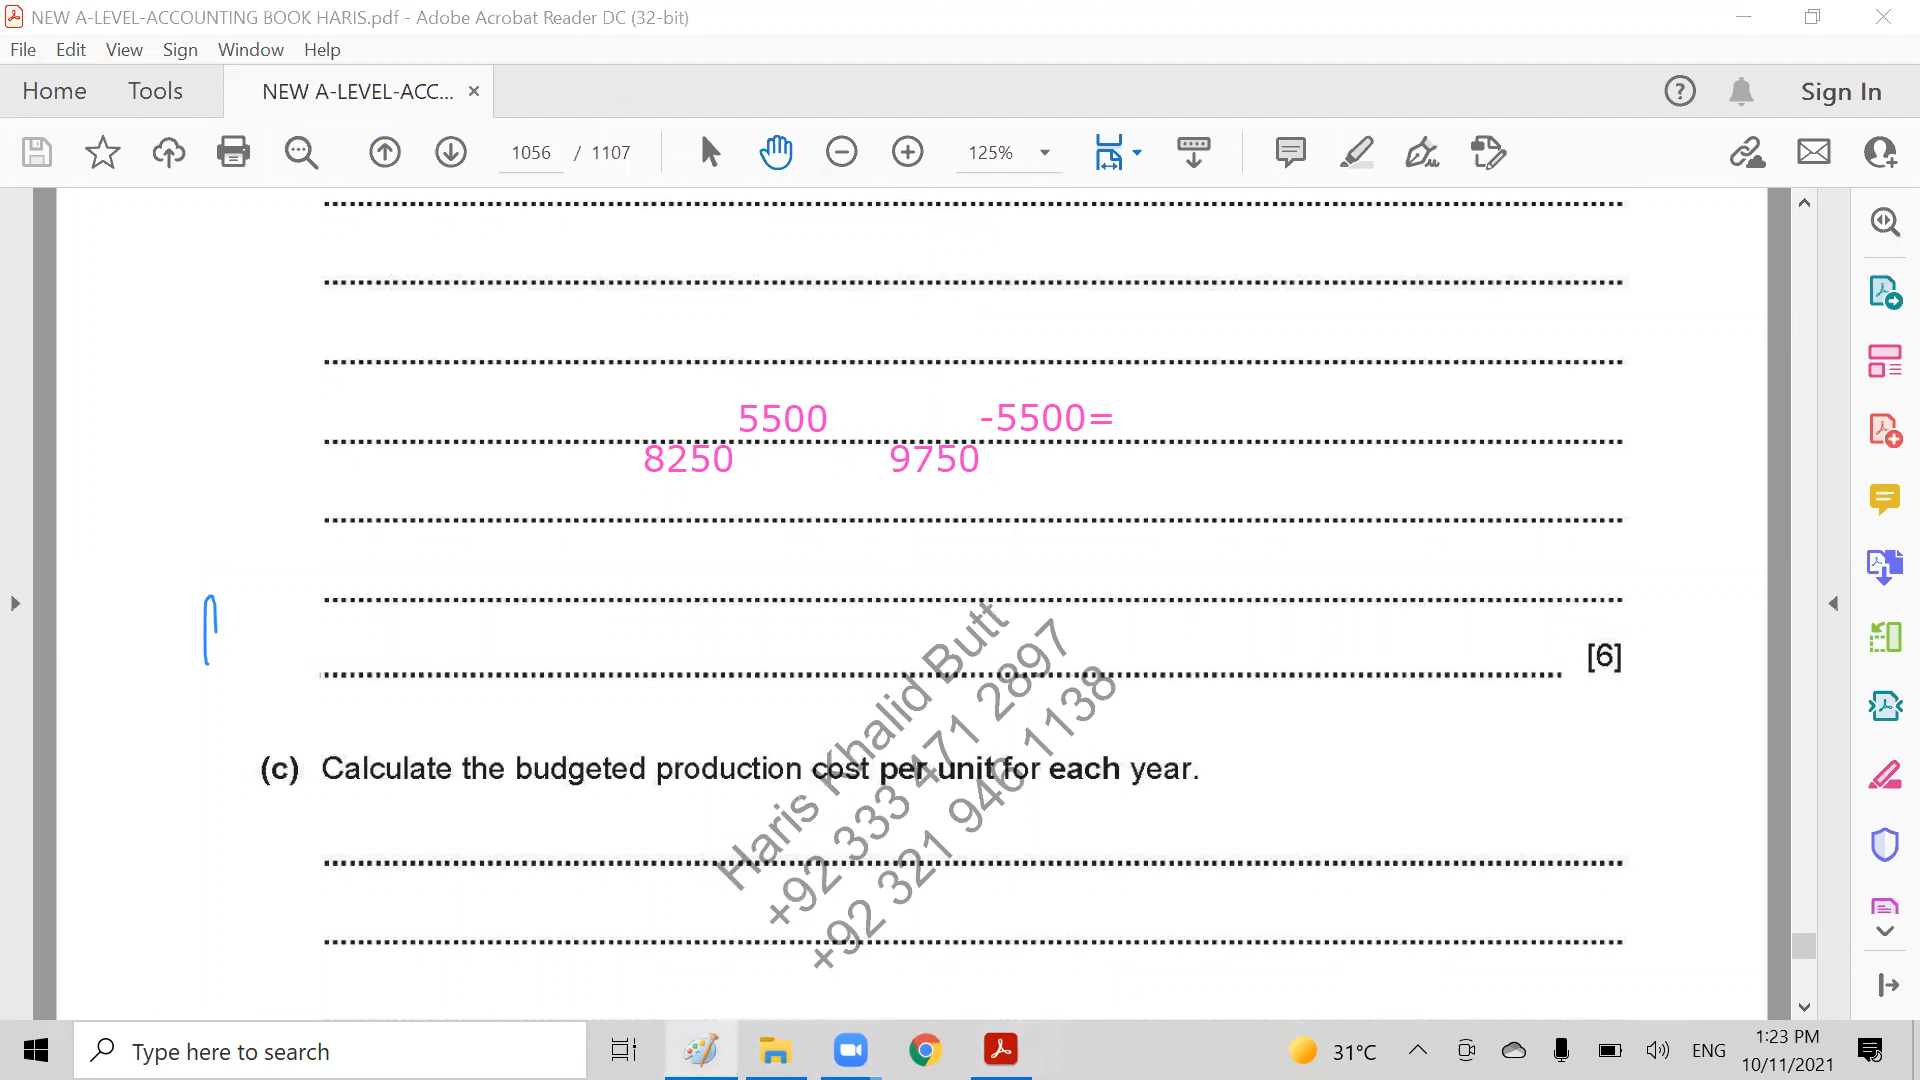 NEW A-LEVEL-ACCOUNTING BOOK HARIS.pdf - Adobe Acrobat Reader DC (32-bit)
File Edit View Sign Window Help
Home Tools NEW A-LEVEL-ACC... × Sign In
1056 / 1107 125%
5500 -5500=
8250 9750
[6]
(c) Calculate the budgeted production cost per unit for each year.
Haris Khalid Butt
+92 333 471 2897
+92 321 946 1138
Type here to search
31°C
ENG
1:23 PM
10/11/2021